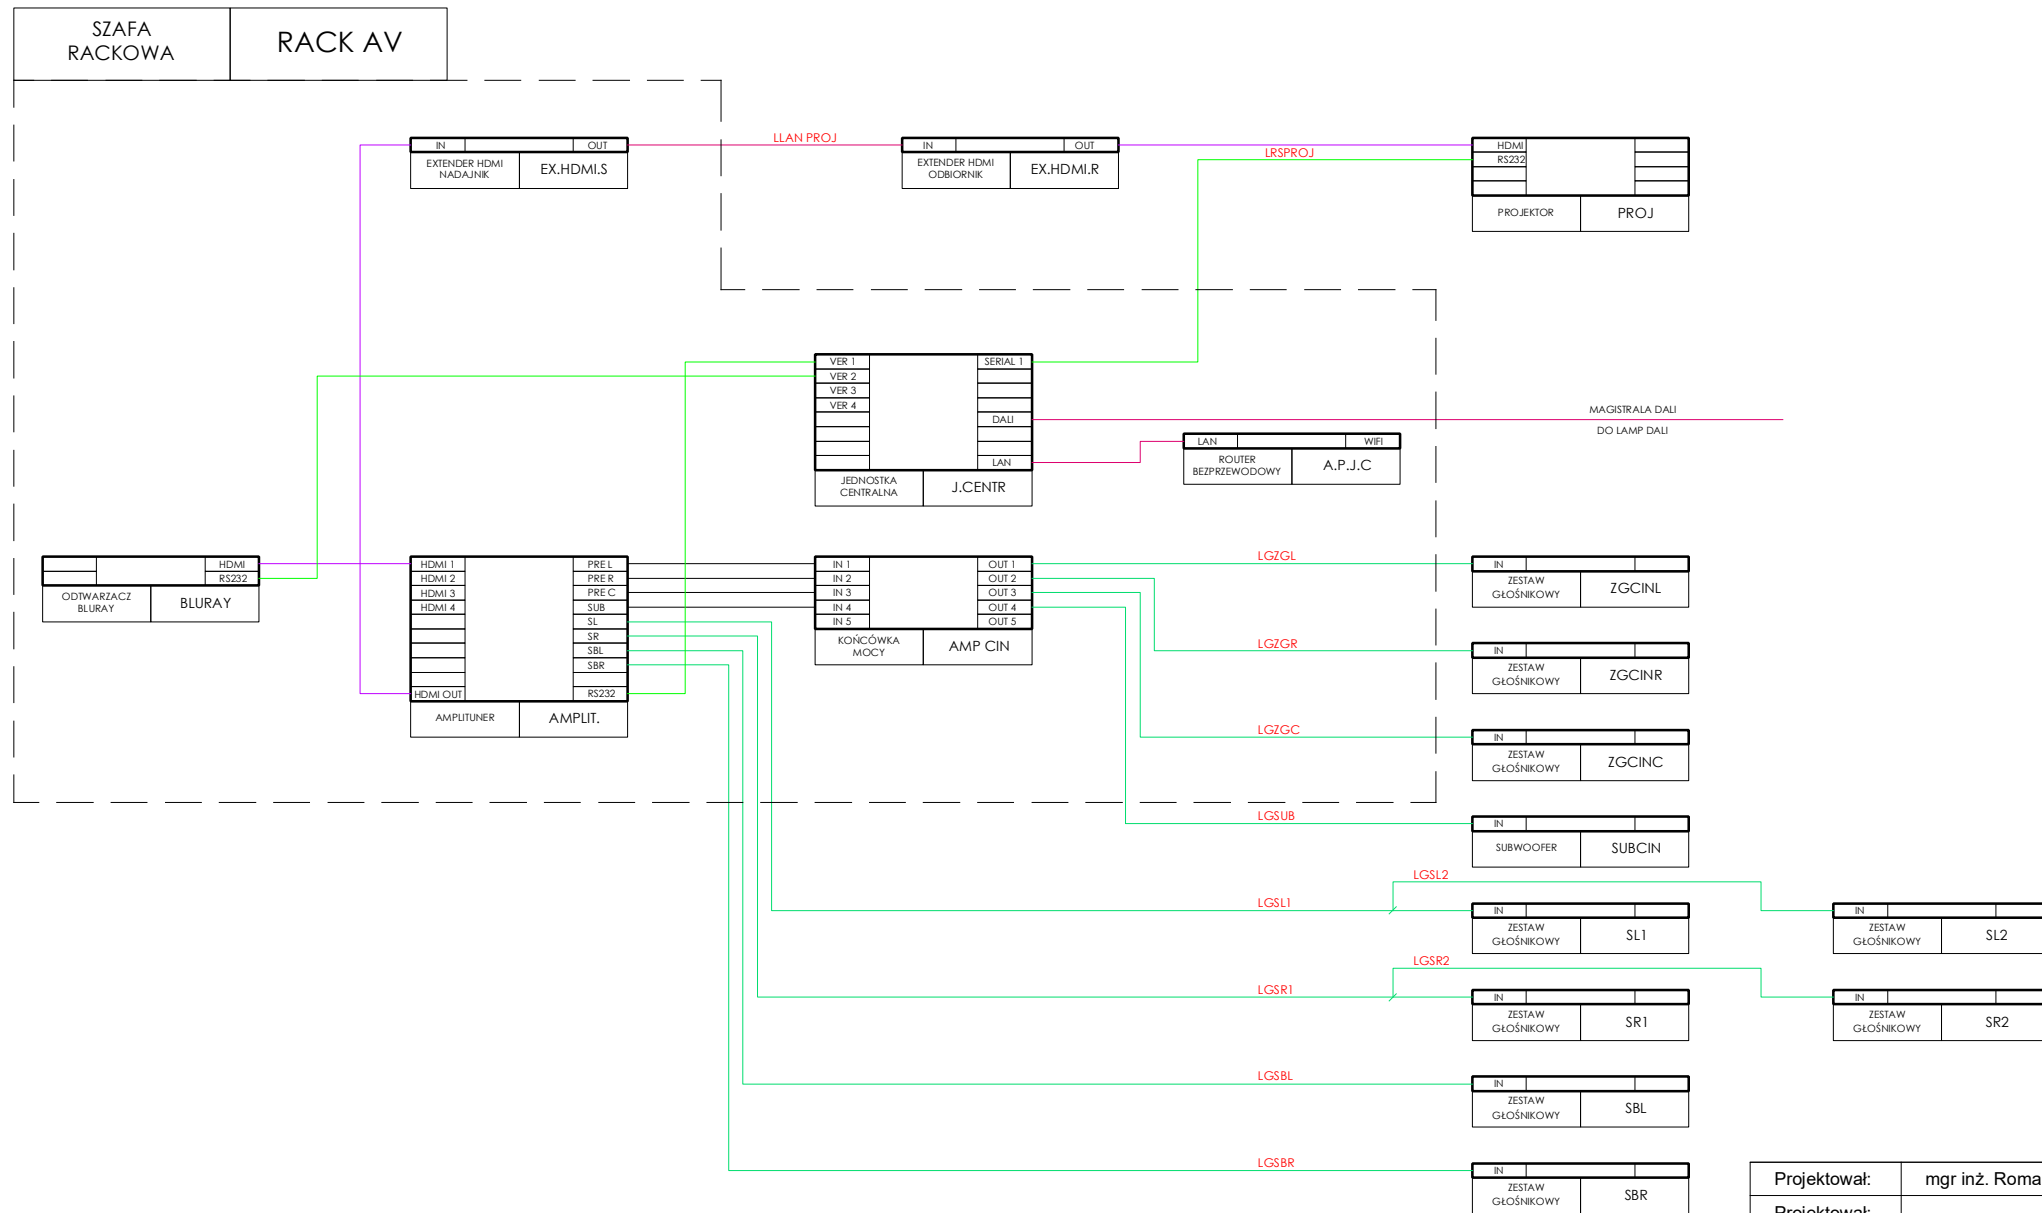 SZAFA
RACKOWA
RACK AV
IN
OUT
EXTENDER HDMI
NADAJNIK
EX.HDMI.S
LLAN PROJ
IN
OUT
EXTENDER HDMI
ODBIORNIK
EX.HDMI.R
LRSPROJ
HDMI
RS232
PROJEKTOR
PROJ
VER 1
VER 2
VER 3
VER 4
SERIAL 1
DALI
LAN
JEDNOSTKA
CENTRALNA
J.CENTR
MAGISTRALA DALI
DO LAMP DALI
LAN
WIFI
ROUTER
BEZPRZEWODOWY
A.P.J.C
HDMI
RS232
ODTWARZACZ
BLURAY
BLURAY
HDMI 1
HDMI 2
HDMI 3
HDMI 4
HDMI OUT
PRE L
PRE R
PRE C
SUB
SL
SR
SBL
SBR
RS232
AMPLITUNER
AMPLIT.
IN 1
IN 2
IN 3
IN 4
IN 5
OUT 1
OUT 2
OUT 3
OUT 4
OUT 5
KOŃCÓWKA
MOCY
AMP CIN
LGZGL
IN
ZESTAW
GŁOŚNIKOWY
ZGCINL
LGZGR
IN
ZESTAW
GŁOŚNIKOWY
ZGCINR
LGZGC
IN
ZESTAW
GŁOŚNIKOWY
ZGCINC
LGSUB
IN
SUBWOOFER
SUBCIN
LGSL2
LGSL1
IN
ZESTAW
GŁOŚNIKOWY
SL1
IN
ZESTAW
GŁOŚNIKOWY
SL2
LGSR2
LGSR1
IN
ZESTAW
GŁOŚNIKOWY
SR1
IN
ZESTAW
GŁOŚNIKOWY
SR2
LGSBL
IN
ZESTAW
GŁOŚNIKOWY
SBL
LGSBR
IN
ZESTAW
GŁOŚNIKOWY
SBR
Projektował:
mgr inż. Roma
Projektował: